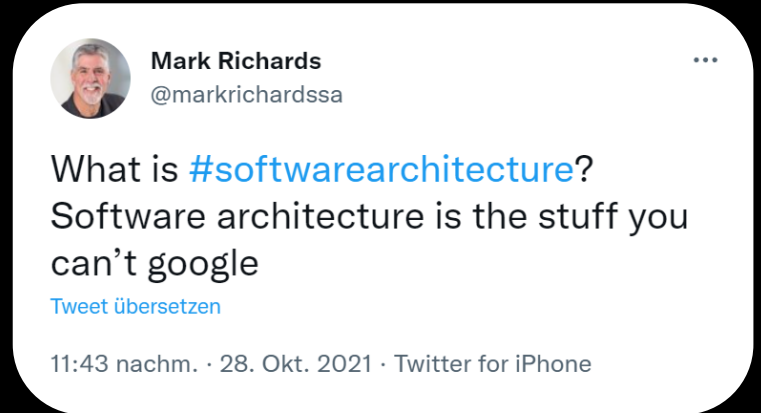 Mark Richards
@markrichardssa
What is #softwarearchitecture?
Software architecture is the stuff you
can’t google
Tweet übersetzen
11:43 nachm. · 28. Okt. 2021 · Twitter for iPhone